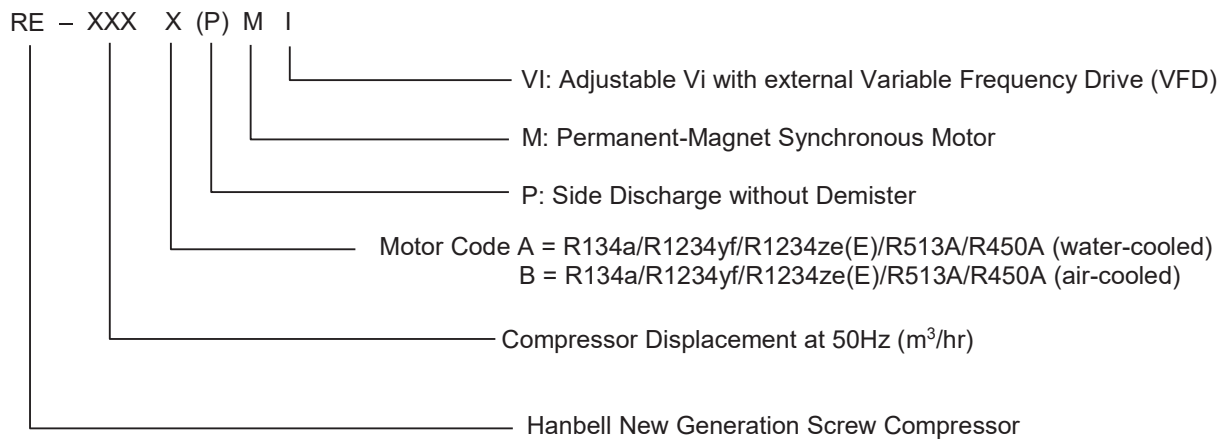 RE – XXX X (P) M I
VI: Adjustable Vi with external Variable Frequency Drive (VFD)
M: Permanent-Magnet Synchronous Motor
P: Side Discharge without Demister
Motor Code A = R134a/R1234yf/R1234ze(E)/R513A/R450A (water-cooled)
B = R134a/R1234yf/R1234ze(E)/R513A/R450A (air-cooled)
Compressor Displacement at 50Hz (m³/hr)
Hanbell New Generation Screw Compressor